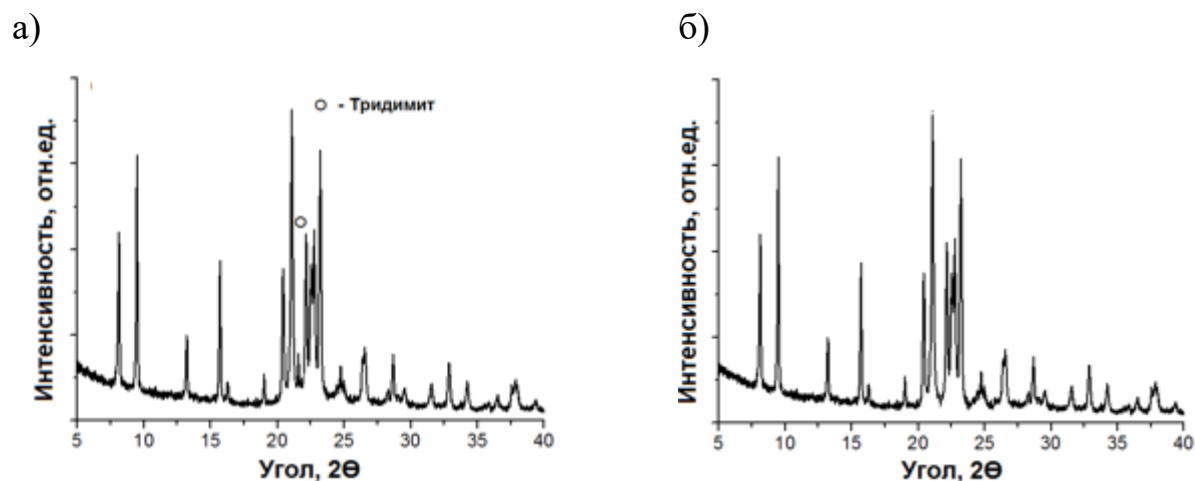 а)
б)
○ - Тридимит
Интенсивность, отн.ед.
5 10 15 20 25 30 35 40
Угол, 2Θ
Интенсивность, отн.ед.
5 10 15 20 25 30 35 40
Угол, 2Θ